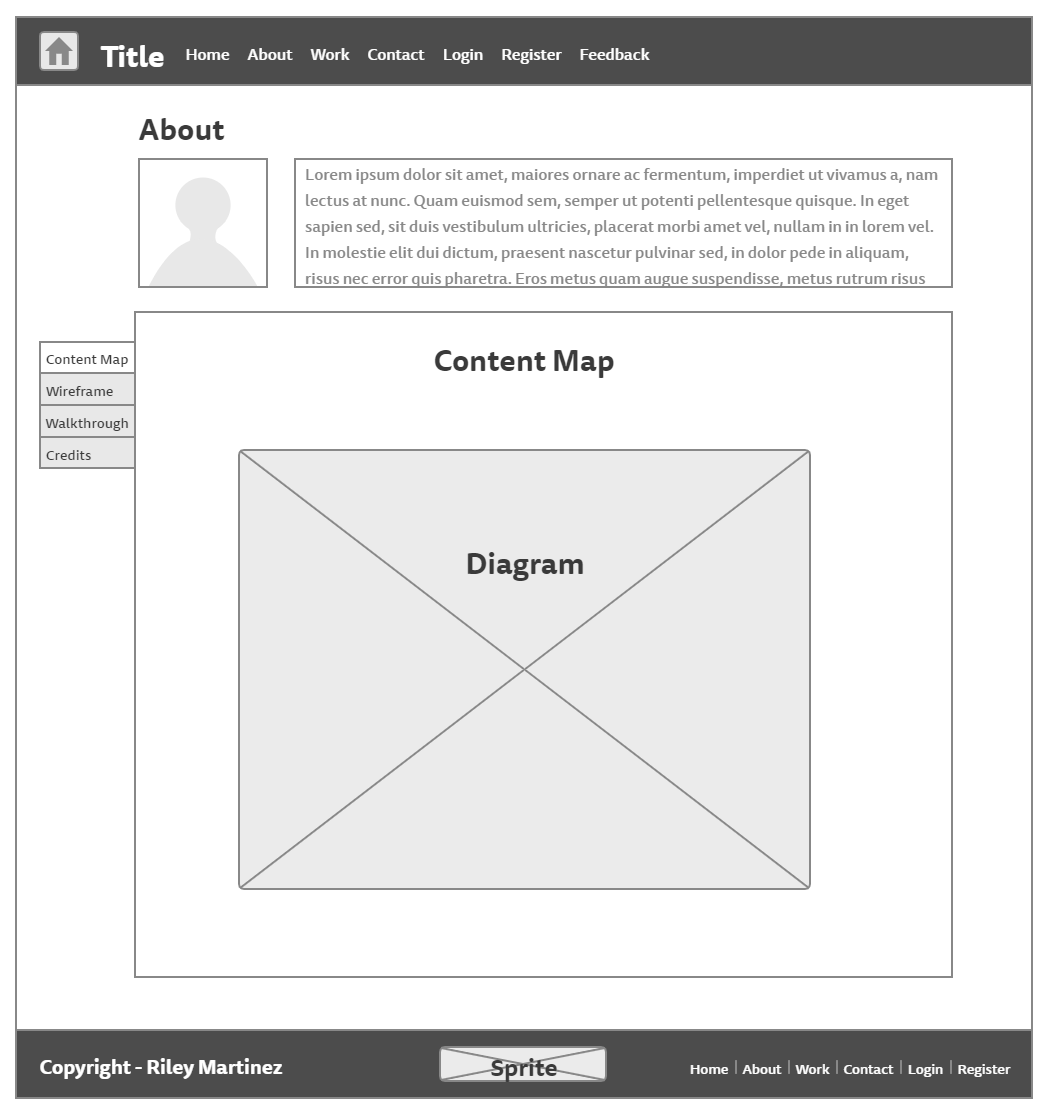 Title Home About Work Contact Login Register Feedback
About
Lorem ipsum dolor sit amet, maiores ornare ac fermentum, imperdiet ut vivamus a, nam
lectus at nunc. Quam euismod sem, semper ut potenti pellentesque quisque. In eget
sapien sed, sit duis vestibulum ultricies, placerat morbi amet vel, nullam in in lorem vel.
In molestie elit dui dictum, praesent nascetur pulvinar sed, in dolor pede in aliquam,
risus nec error quis pharetra. Eros metus quam augue suspendisse, metus rutrum risus
Content Map
Wireframe
Walkthrough
Credits
Content Map
Diagram
Copyright - Riley Martinez
Sprite
Home | About | Work | Contact | Login | Register